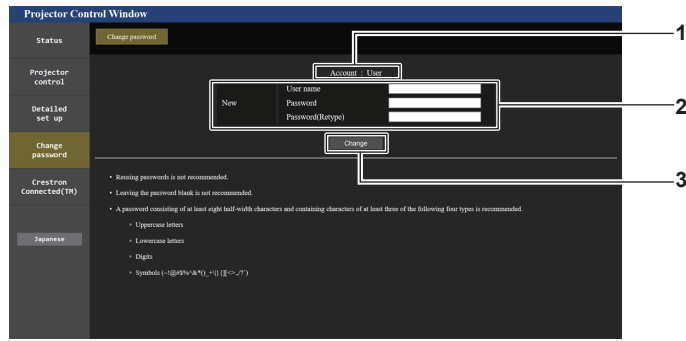 Projector Control Window
Status
Change password
1
Projector
control
Account : User
User name
New
Password
2
Password(Retype)
Detailed
set up
Change
password
Change
3
Crestron
Connected(TM)
• Reusing passwords is not recommended.
• Leaving the password blank is not recommended.
• A password consisting of at least eight half-width characters and containing characters of at least three of the following four types is recommended.
Uppercase letters
Lowercase letters
Digits
Japanese
Symbols